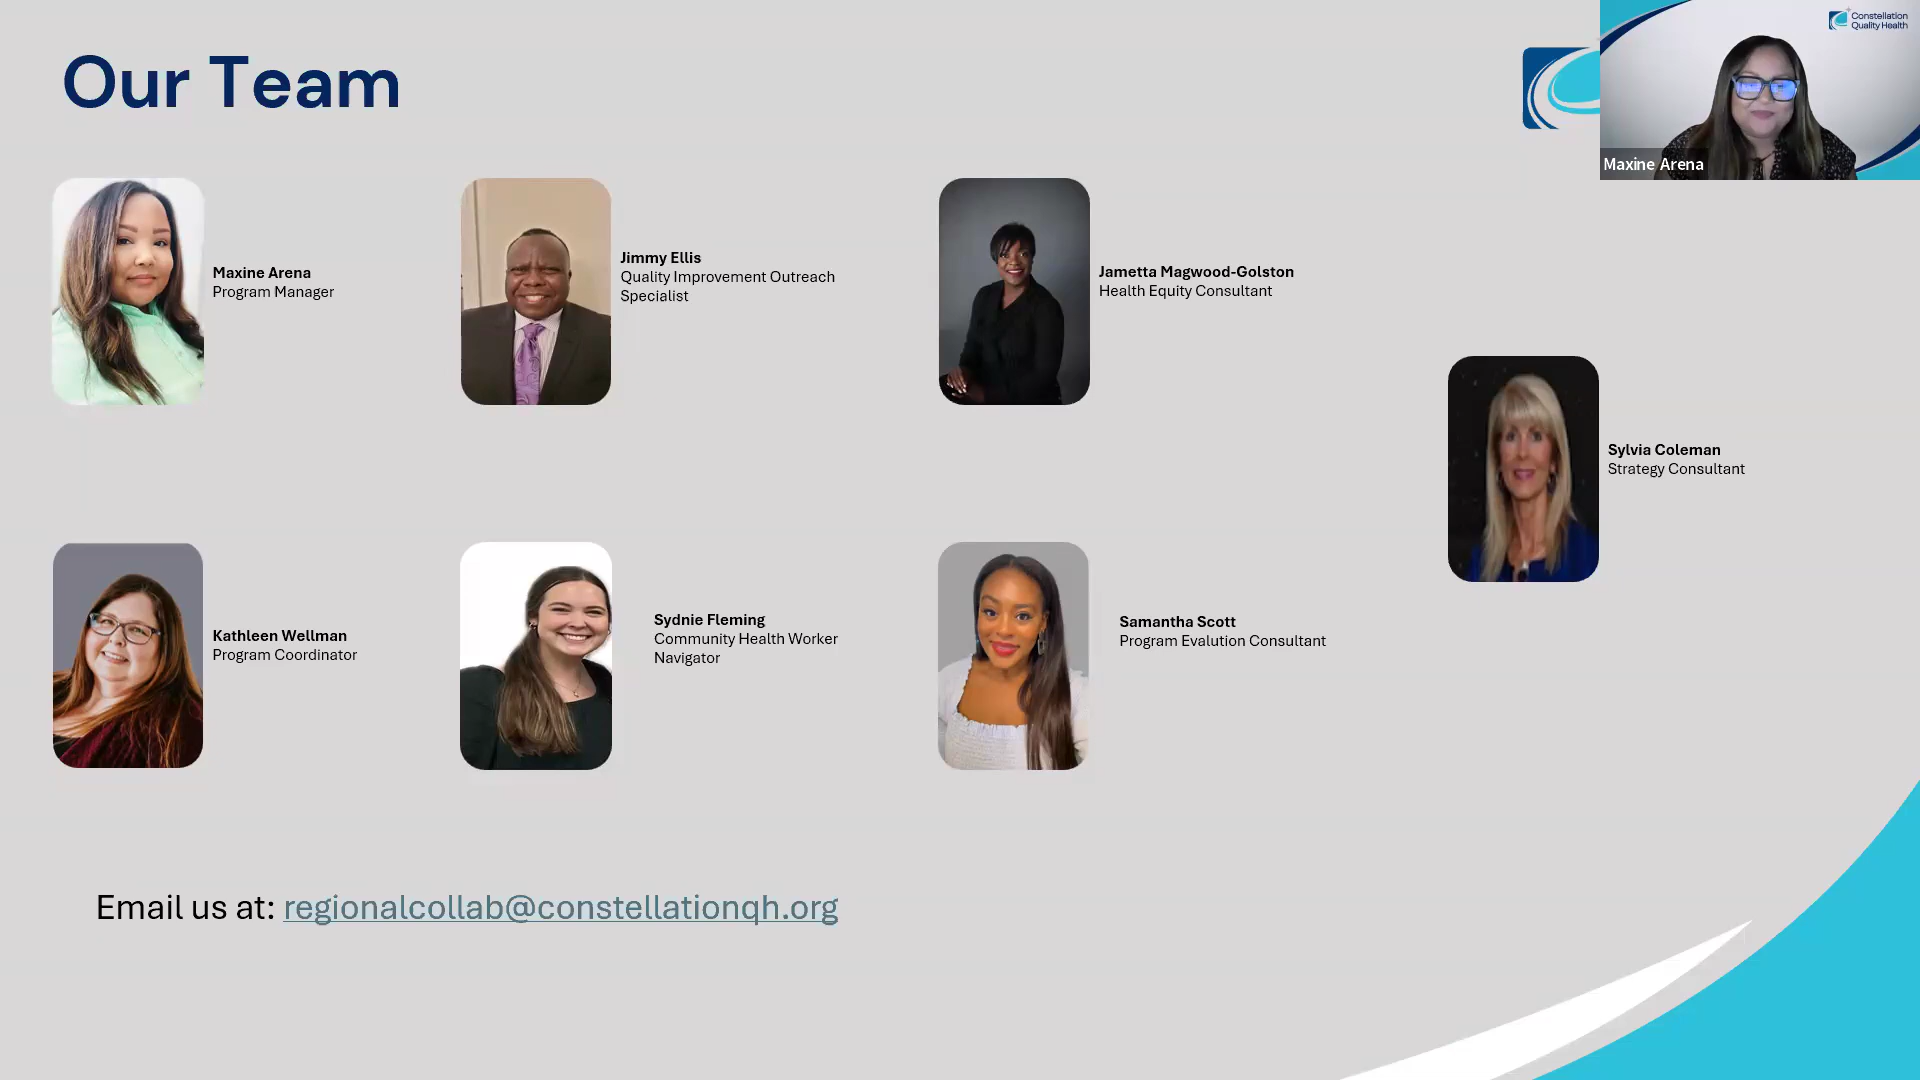 Our Team
Constellation
Quality Health
Maxine Arena
Maxine Arena
Program Manager
Jimmy Ellis
Quality Improvement Outreach
Specialist
Jametta Magwood-Golston
Health Equity Consultant
Sylvia Coleman
Strategy Consultant
Kathleen Wellman
Program Coordinator
Sydnie Fleming
Community Health Worker
Navigator
Samantha Scott
Program Evalution Consultant
Email us at: regionalcollab@constellationqh.org